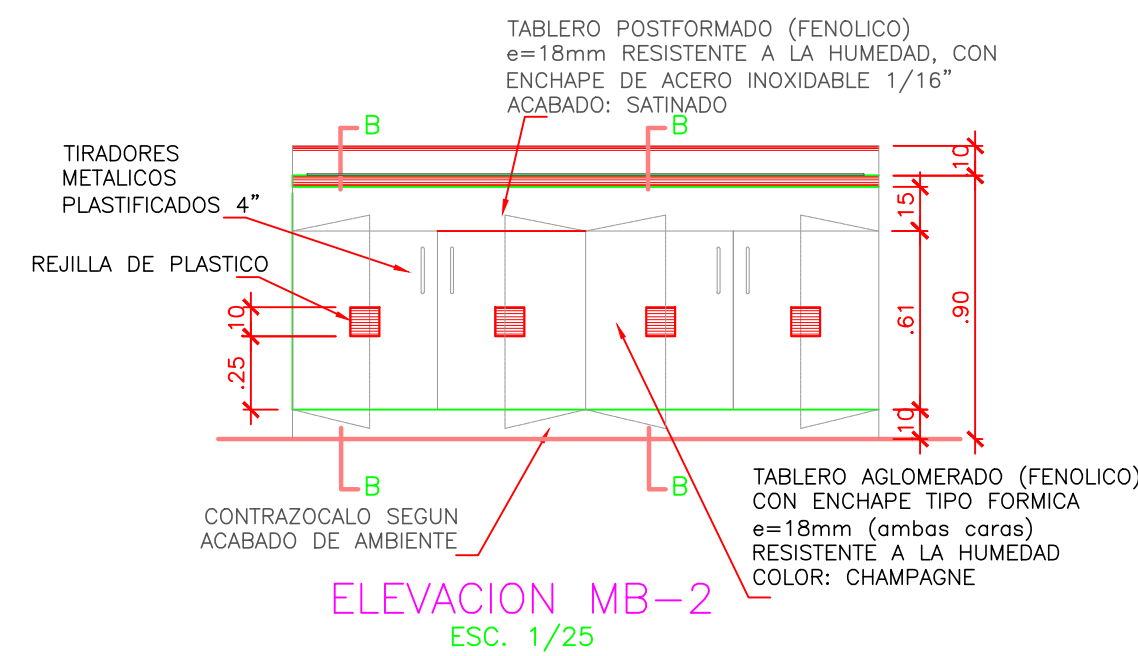 TABLERO POSTFORMADO (FENOLICO)
e=18mm RESISTENTE A LA HUMEDAD, CON
ENCHAPE DE ACERO INOXIDABLE 1/16”
ACABADO: SATINADO
B
B
TIRADORES
METALICOS
PLASTIFICADOS 4”
REJILLA DE PLASTICO
10
.25
10
15
.61
.90
10
B
B
CONTRAZOCALO SEGUN
ACABADO DE AMBIENTE
TABLERO AGLOMERADO (FENOLICO)
CON ENCHAPE TIPO FORMICA
e=18mm (ambas caras)
RESISTENTE A LA HUMEDAD
COLOR: CHAMPAGNE
ELEVACION MB-2
ESC. 1/25